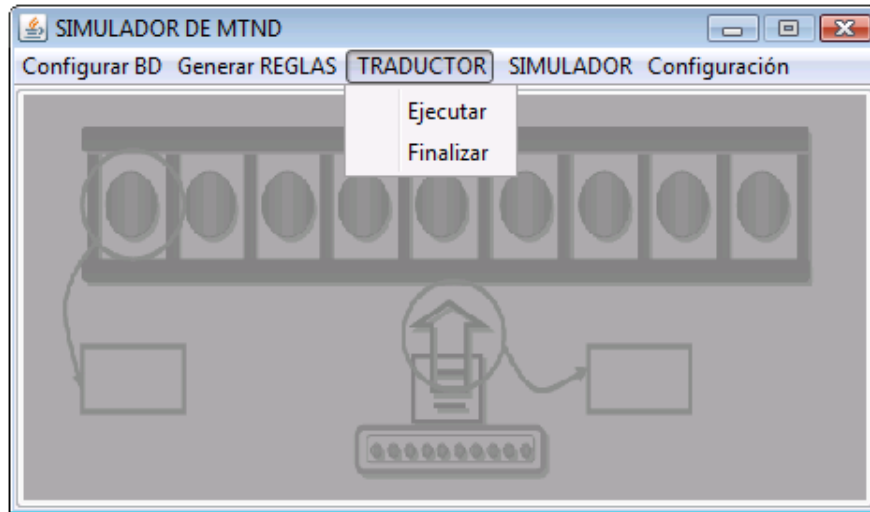 SIMULADOR DE MTND
Configurar BD Generar REGLAS TRADUCTOR SIMULADOR Configuración
Ejecutar
Finalizar